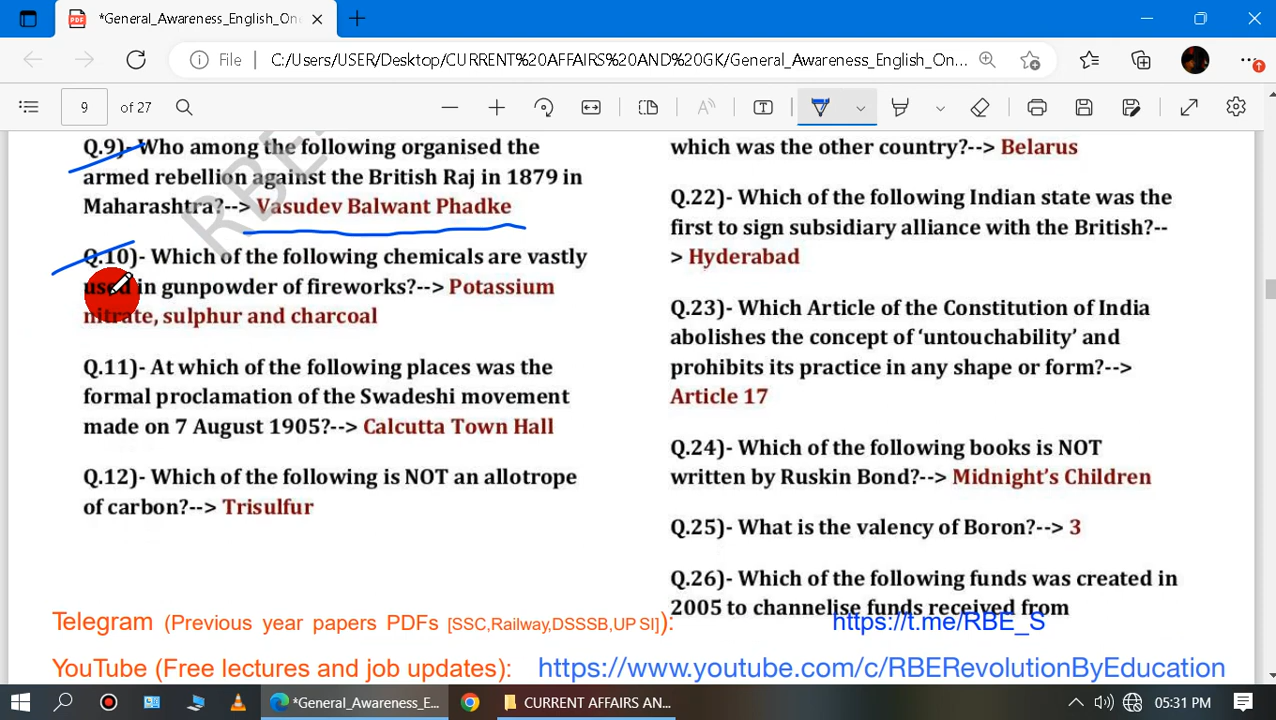 *General_Awareness_English_On
File
C:/Users/USER/Desktop/CURRENT%20AFFAIRS%20AND%20GK/General_Awareness_English_On...
9 of 27
Q.9)- Who among the following organised the
armed rebellion against the British Raj in 1879 in
Maharashtra?--> Vasudev Balwant Phadke
Q.10)- Which of the following chemicals are vastly
used in gunpowder of fireworks?--> Potassium
nitrate, sulphur and charcoal
Q.11)- At which of the following places was the
formal proclamation of the Swadeshi movement
made on 7 August 1905?--> Calcutta Town Hall
Q.12)- Which of the following is NOT an allotrope
of carbon?--> Trisulfur
RBE
which was the other country?--> Belarus
Q.22)- Which of the following Indian state was the
first to sign subsidiary alliance with the British?--
> Hyderabad
Q.23)- Which Article of the Constitution of India
abolishes the concept of ‘untouchability’ and
prohibits its practice in any shape or form?-->
Article 17
Q.24)- Which of the following books is NOT
written by Ruskin Bond?--> Midnight’s Children
Q.25)- What is the valency of Boron?--> 3
Q.26)- Which of the following funds was created in
2005 to channelise funds received from
Telegram (Previous year papers PDFs [SSC,Railway,DSSSB,UP SI]): https://t.me/RBE_S
YouTube (Free lectures and job updates): https://www.youtube.com/c/RBERevolutionByEducation
*General_Awareness_E...
CURRENT AFFAIRS AN...
05:31 PM